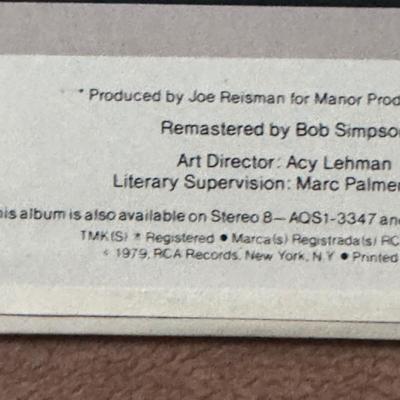 * Produced by Joe Reisman for Manor Prod
Remastered by Bob Simpso
Art Director: Acy Lehman
Literary Supervision: Marc Palme
his album is also available on Stereo 8—AQS1-3347 an
TMK(S) ® Registered ● Marca(s) Registrada(s) RC
© 1979, RCA Records, New York, N.Y ● Printed